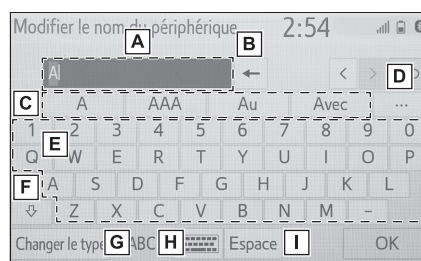 Modifier le nom du périphérique 2:54
A B
Al ← < > D
C A AAA Au Avec ...
1 2 3 4 5 6 7 8 9 0
E
Q W E R T Y U I O P
F A S D F G H J K L
Z X C V B N M -
Changer le type G ABC H Espace I OK